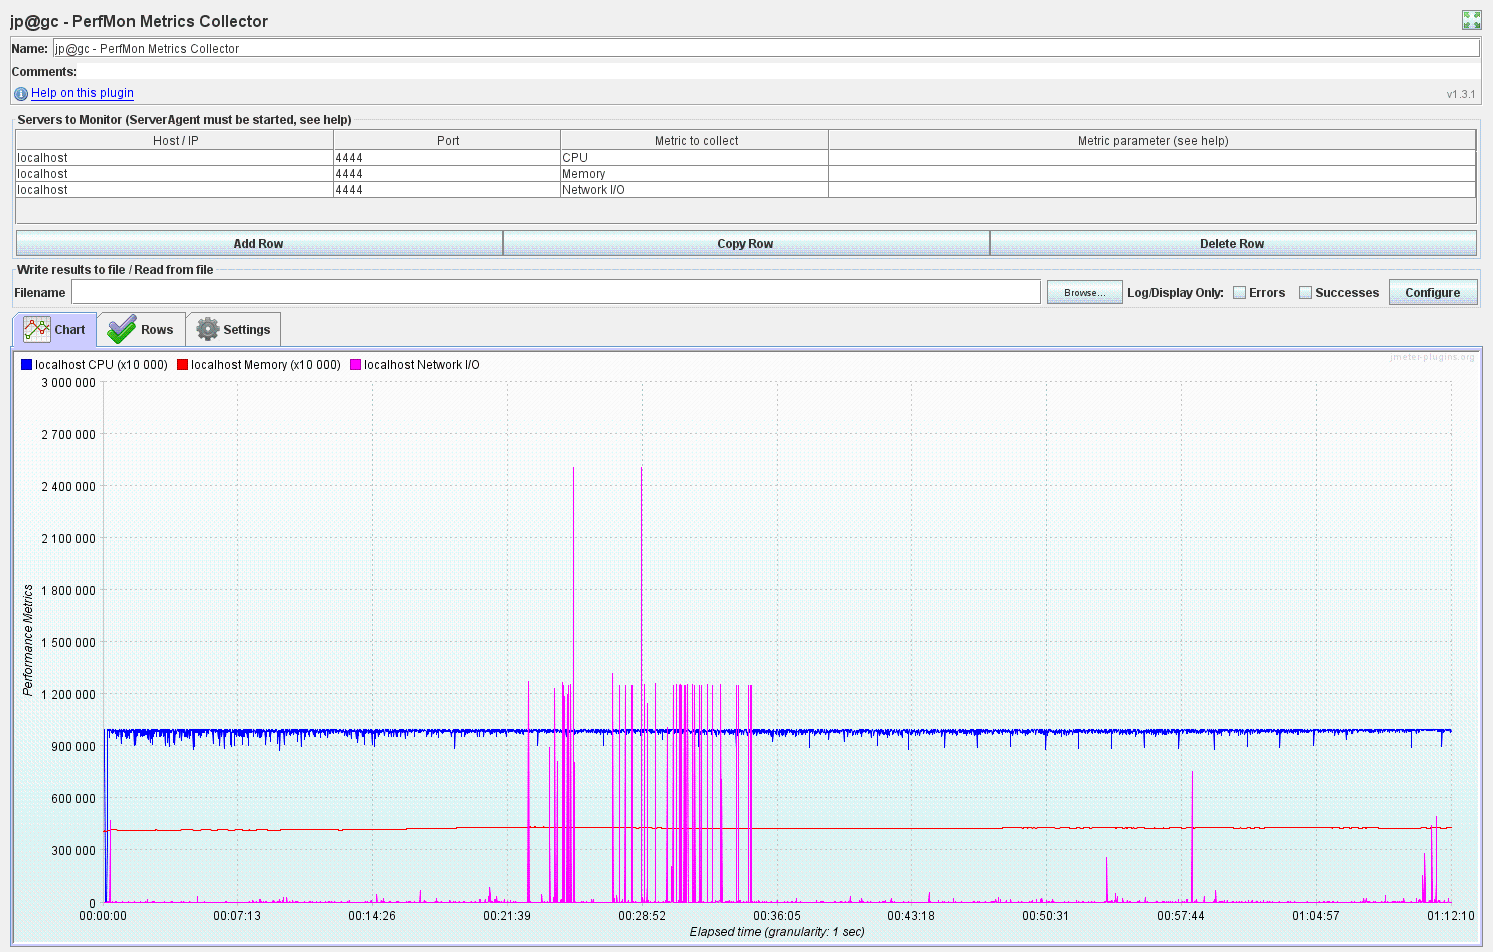 jp@gc - PerfMon Metrics Collector
Name: jp@gc - PerfMon Metrics Collector
Comments:
Help on this plugin
v1.3.1
Servers to Monitor (ServerAgent must be started, see help)
Host / IP Port Metric to collect Metric parameter (see help)
localhost 4444 CPU
localhost 4444 Memory
localhost 4444 Network I/O
Add Row Copy Row Delete Row
Write results to file / Read from file
Filename Browse... Log/Display Only: Errors Successes Configure
Chart Rows Settings
jmeter-plugins.org
localhost CPU (x10 000) localhost Memory (x10 000) localhost Network I/O
3 000 000
2 700 000
2 400 000
2 100 000
1 800 000
1 500 000
1 200 000
900 000
600 000
300 000
0
Performance Metrics
00:00:00 00:07:13 00:14:26 00:21:39 00:28:52 00:36:05 00:43:18 00:50:31 00:57:44 01:04:57 01:12:10
Elapsed time (granularity: 1 sec)